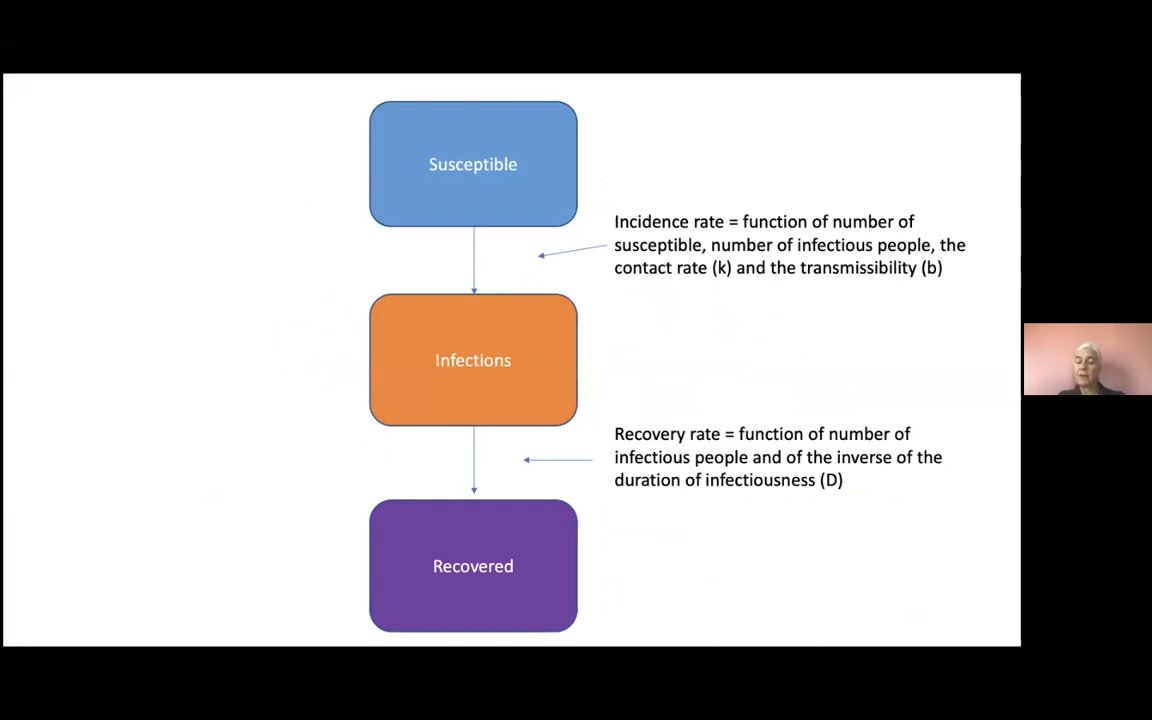 Susceptible
Incidence rate = function of number of
susceptible, number of infectious people, the
contact rate (k) and the transmissibility (b)
Infections
Recovery rate = function of number of
infectious people and of the inverse of the
duration of infectiousness (D)
Recovered